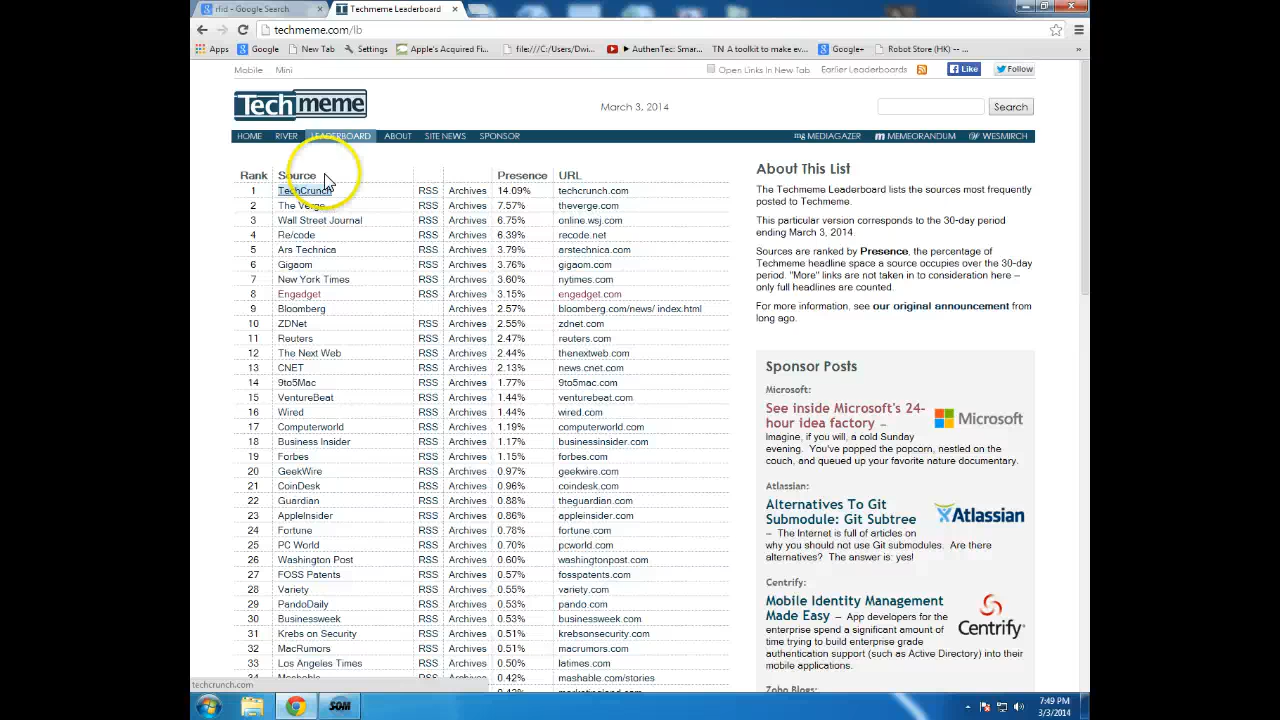 rfid - Google Search
Techmeme Leaderboard
techmeme.com/lb
Apps Google New Tab Settings Apple's Acquired Fi... file:///C:/Users/Dwi... ▶ AuthenTec: Smar... TN A toolkit to make ev... Google+ Robot Store (HK) -... »
Mobile Mini Open Links In New Tab Earlier Leaderboards Like Follow
Techmeme March 3, 2014 Search
HOME RIVER LEADERBOARD ABOUT SITE NEWS SPONSOR mg MEDIAGAZER m MEMEORANDUM W WESMIRCH
Rank Source Presence URL
1 TechCrunch RSS Archives 14.09% techcrunch.com
2 The Verge RSS Archives 7.57% theverge.com
3 Wall Street Journal RSS Archives 6.75% online.wsj.com
4 Re/code RSS Archives 6.39% recode.net
5 Ars Technica RSS Archives 3.79% arstechnica.com
6 Gigaom RSS Archives 3.76% gigaom.com
7 New York Times RSS Archives 3.60% nytimes.com
8 Engadget RSS Archives 3.15% engadget.com
9 Bloomberg Archives 2.57% bloomberg.com/news/ index.html
10 ZDNet RSS Archives 2.55% zdnet.com
11 Reuters RSS Archives 2.47% reuters.com
12 The Next Web RSS Archives 2.44% thenextweb.com
13 CNET RSS Archives 2.13% news.cnet.com
14 9to5Mac RSS Archives 1.77% 9to5mac.com
15 VentureBeat RSS Archives 1.44% venturebeat.com
16 Wired RSS Archives 1.44% wired.com
17 Computerworld RSS Archives 1.19% computerworld.com
18 Business Insider RSS Archives 1.17% businessinsider.com
19 Forbes RSS Archives 1.15% forbes.com
20 GeekWire RSS Archives 0.97% geekwire.com
21 CoinDesk RSS Archives 0.96% coindesk.com
22 Guardian RSS Archives 0.88% theguardian.com
23 AppleInsider RSS Archives 0.86% appleinsider.com
24 Fortune RSS Archives 0.78% fortune.com
25 PC World RSS Archives 0.70% pcworld.com
26 Washington Post RSS Archives 0.60% washingtonpost.com
27 FOSS Patents RSS Archives 0.57% fosspatents.com
28 Variety RSS Archives 0.55% variety.com
29 PandoDaily RSS Archives 0.53% pando.com
30 Businessweek RSS Archives 0.53% businessweek.com
31 Krebs on Security RSS Archives 0.51% krebsonsecurity.com
32 MacRumors RSS Archives 0.51% macrumors.com
33 Los Angeles Times RSS Archives 0.50% latimes.com
34 Mashable RSS Archives 0.42% mashable.com/stories
techcrunch.com
About This List
The Techmeme Leaderboard lists the sources most frequently
posted to Techmeme.
This particular version corresponds to the 30-day period
ending March 3, 2014.
Sources are ranked by Presence, the percentage of
Techmeme headline space a source occupies over the 30-day
period. "More" links are not taken in to consideration here –
only full headlines are counted.
For more information, see our original announcement from
long ago.
Sponsor Posts
Microsoft:
See inside Microsoft's 24-
hour idea factory –
Imagine, if you will, a cold Sunday
evening. You've popped the popcorn, nestled on the
couch, and queued up your favorite nature documentary.
Microsoft
Atlassian:
Alternatives To Git
Submodule: Git Subtree
– The Internet is full of articles on
why you should not use Git submodules. Are there
alternatives? The answer is: yes!
Atlassian
Centrify:
Mobile Identity Management
Made Easy – App developers for the
enterprise spend a significant amount of
time trying to build enterprise grade
authentication support (such as Active Directory) into their
mobile applications.
Centrify
Zoho Blogs:
SOM
7:49 PM
3/3/2014